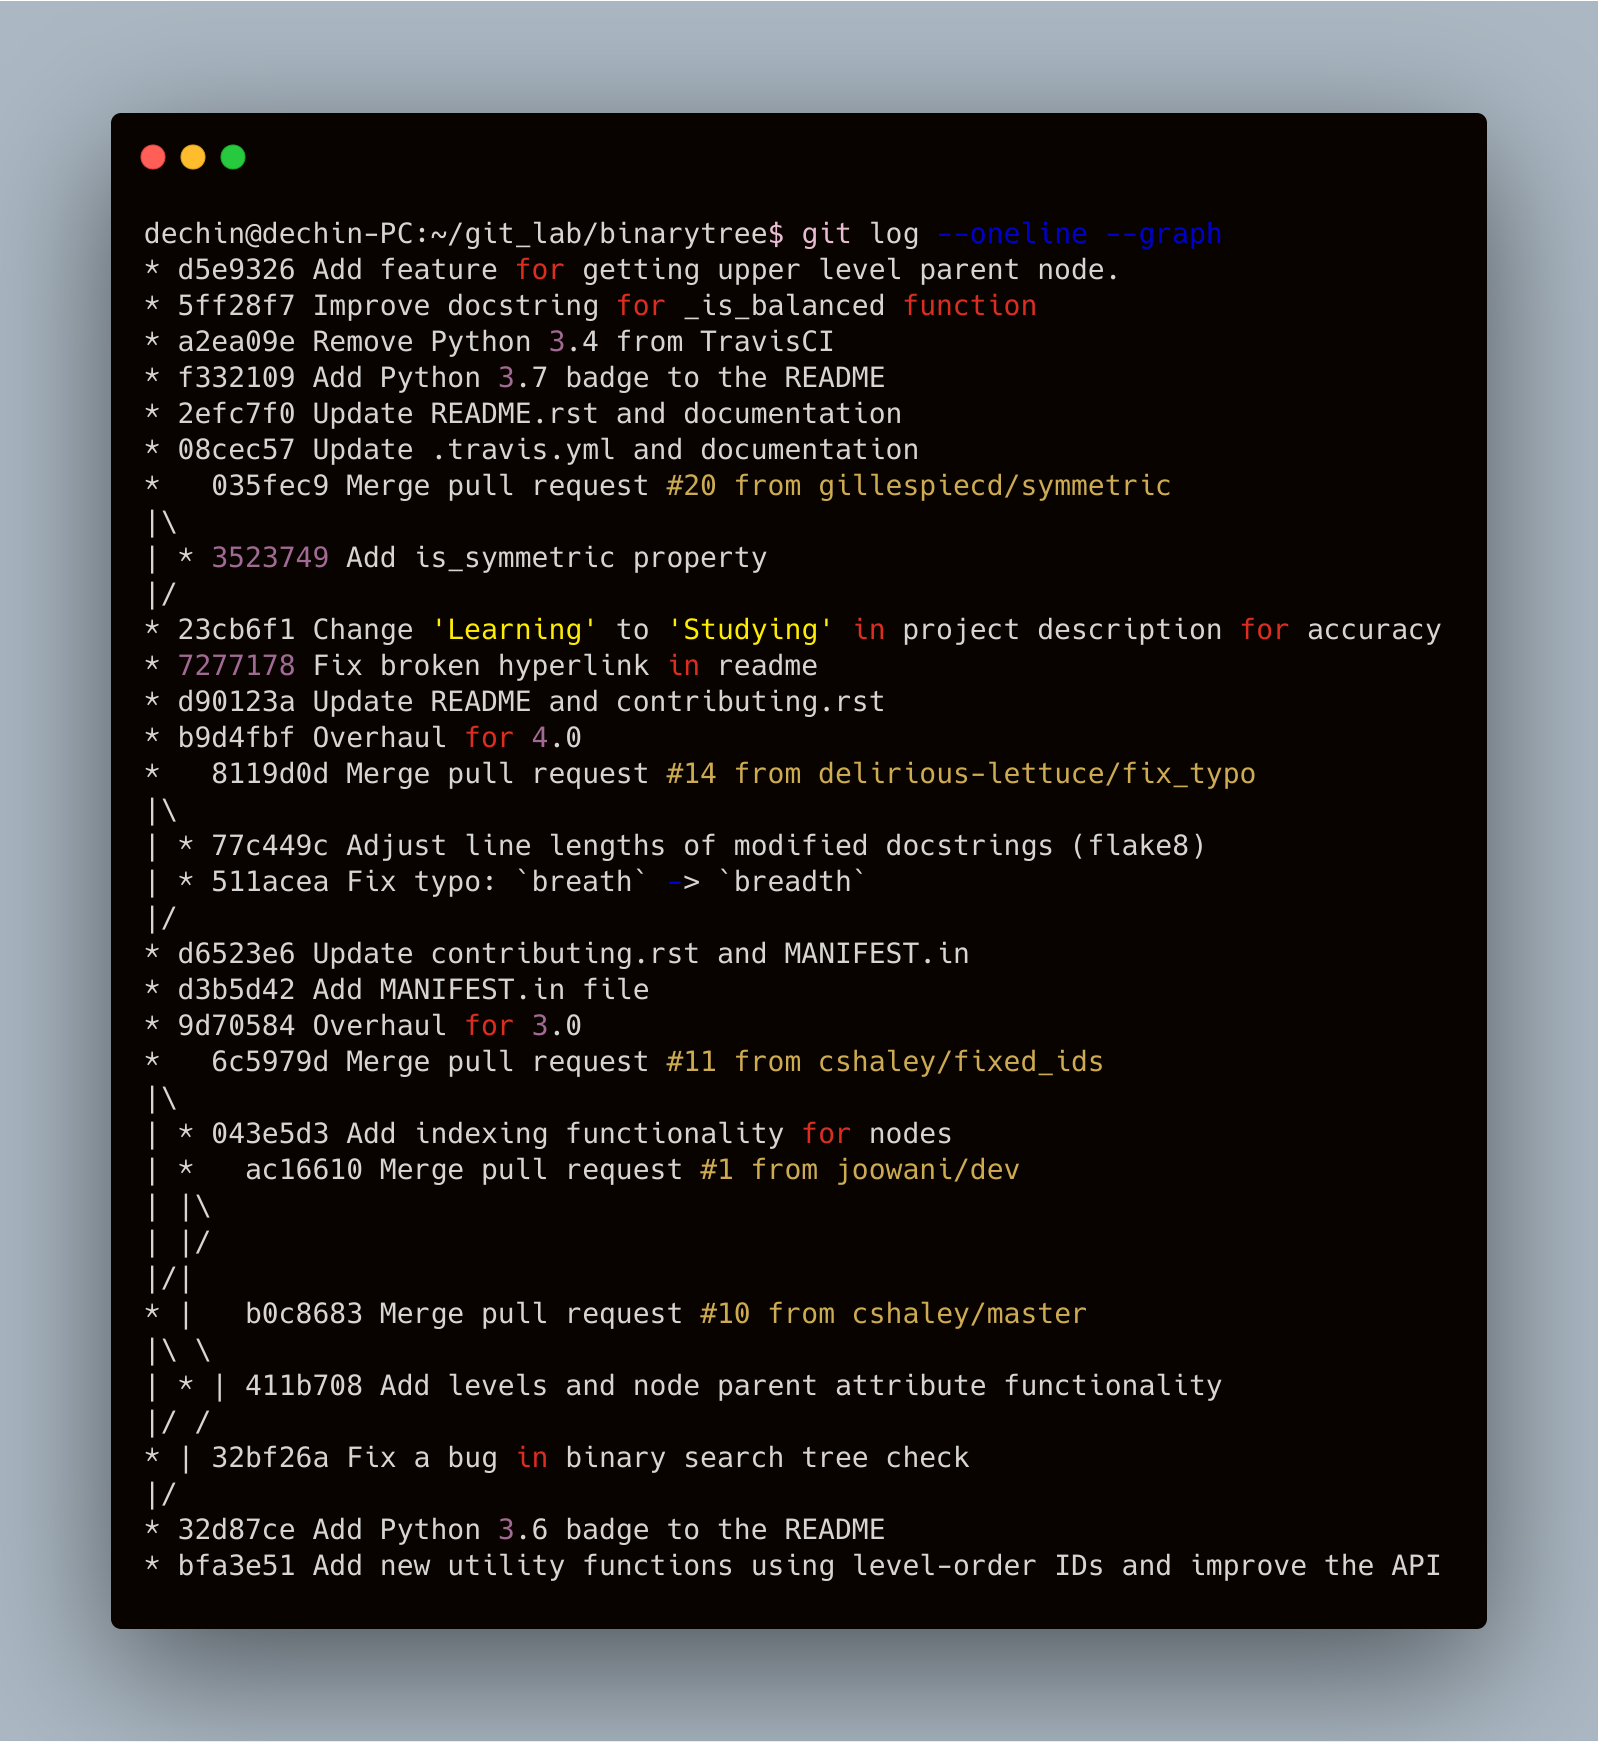 dechin@dechin-PC:~/git_lab/binarytree$ git log --oneline --graph
* d5e9326 Add feature for getting upper level parent node.
* 5ff28f7 Improve docstring for _is_balanced function
* a2ea09e Remove Python 3.4 from TravisCI
* f332109 Add Python 3.7 badge to the README
* 2efc7f0 Update README.rst and documentation
* 08cec57 Update .travis.yml and documentation
*   035fec9 Merge pull request #20 from gillespiecd/symmetric
|\
| * 3523749 Add is_symmetric property
|/
* 23cb6f1 Change 'Learning' to 'Studying' in project description for accuracy
* 7277178 Fix broken hyperlink in readme
* d90123a Update README and contributing.rst
* b9d4fbf Overhaul for 4.0
*   8119d0d Merge pull request #14 from delirious-lettuce/fix_typo
|\
| * 77c449c Adjust line lengths of modified docstrings (flake8)
| * 511acea Fix typo: `breath` -> `breadth`
|/
* d6523e6 Update contributing.rst and MANIFEST.in
* d3b5d42 Add MANIFEST.in file
* 9d70584 Overhaul for 3.0
*   6c5979d Merge pull request #11 from cshaley/fixed_ids
|\
| * 043e5d3 Add indexing functionality for nodes
| *   ac16610 Merge pull request #1 from joowani/dev
| |\
| |/
|/|
* |   b0c8683 Merge pull request #10 from cshaley/master
|\ \
| * | 411b708 Add levels and node parent attribute functionality
|/ /
* | 32bf26a Fix a bug in binary search tree check
|/
* 32d87ce Add Python 3.6 badge to the README
* bfa3e51 Add new utility functions using level-order IDs and improve the API